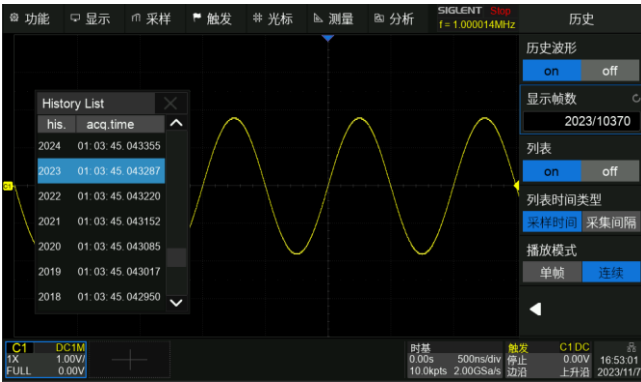 功能 显示 采样 触发 光标 测量 分析 SIGLENT Stop 历史
f = 1.000014MHz
历史波形
on off
显示帧数
2023/10370
列表
on off
列表时间类型
采样时间 采集间隔
播放模式
单帧 连续
History List
his. acq.time
2024 01: 03: 45. 043355
2023 01: 03: 45. 043287
2022 01: 03: 45. 043220
2021 01: 03: 45. 043152
2020 01: 03: 45. 043085
2019 01: 03: 45. 043017
2018 01: 03: 45. 042950
C1
C1 DC1M
1X 1.00V/
FULL 0.00V
时基
0.00s 500ns/div
10.0kpts 2.00GSa/s
触发 C1 DC
停止 0.00V
边沿 上升沿
16:53:01
2023/11/7